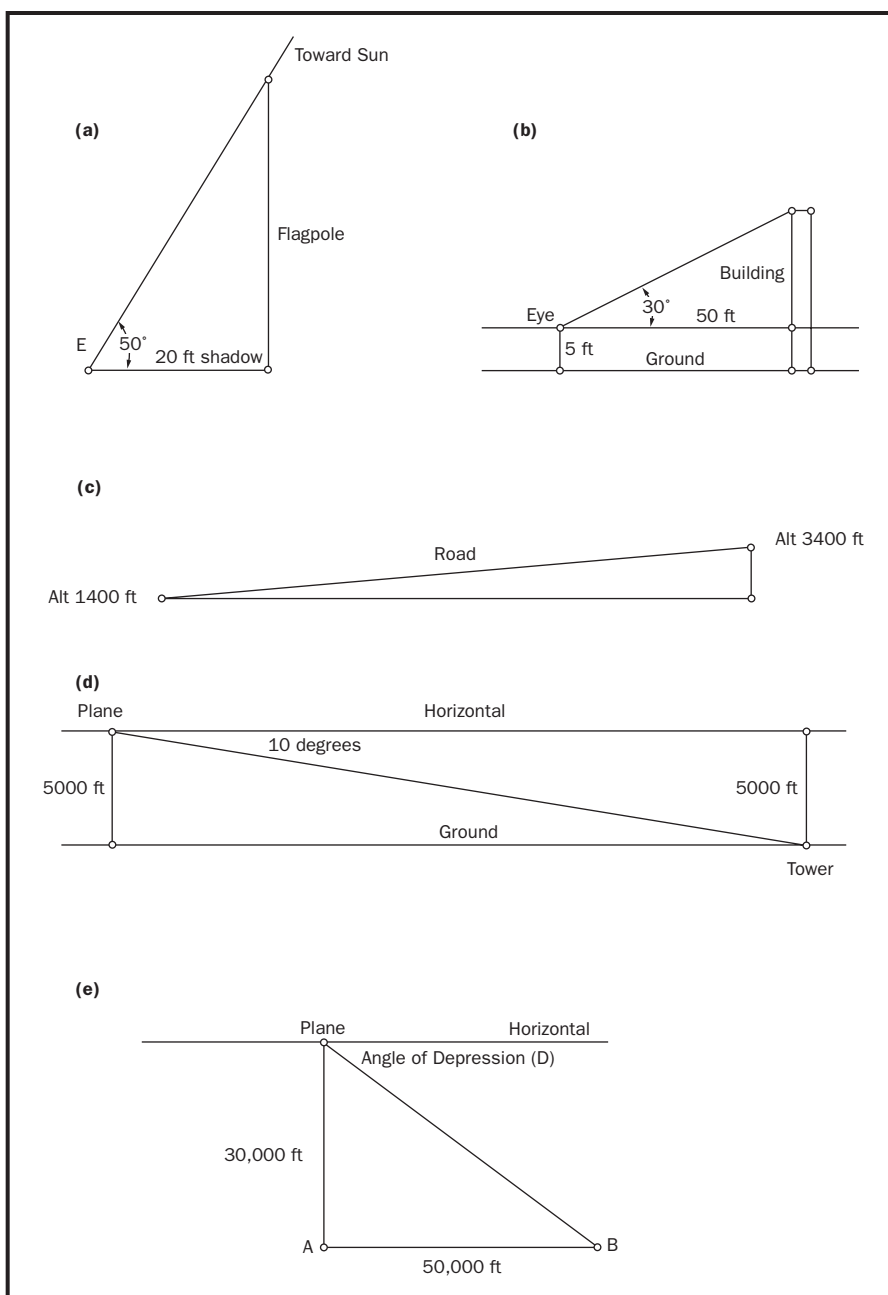 Toward Sun
(a)
Flagpole
E
50°
20 ft shadow
(b)
Building
Eye
30°
50 ft
5 ft
Ground
(c)
Road
Alt 3400 ft
Alt 1400 ft
(d)
Plane
Horizontal
10 degrees
5000 ft
5000 ft
Ground
Tower
(e)
Plane
Horizontal
Angle of Depression (D)
30,000 ft
A
B
50,000 ft